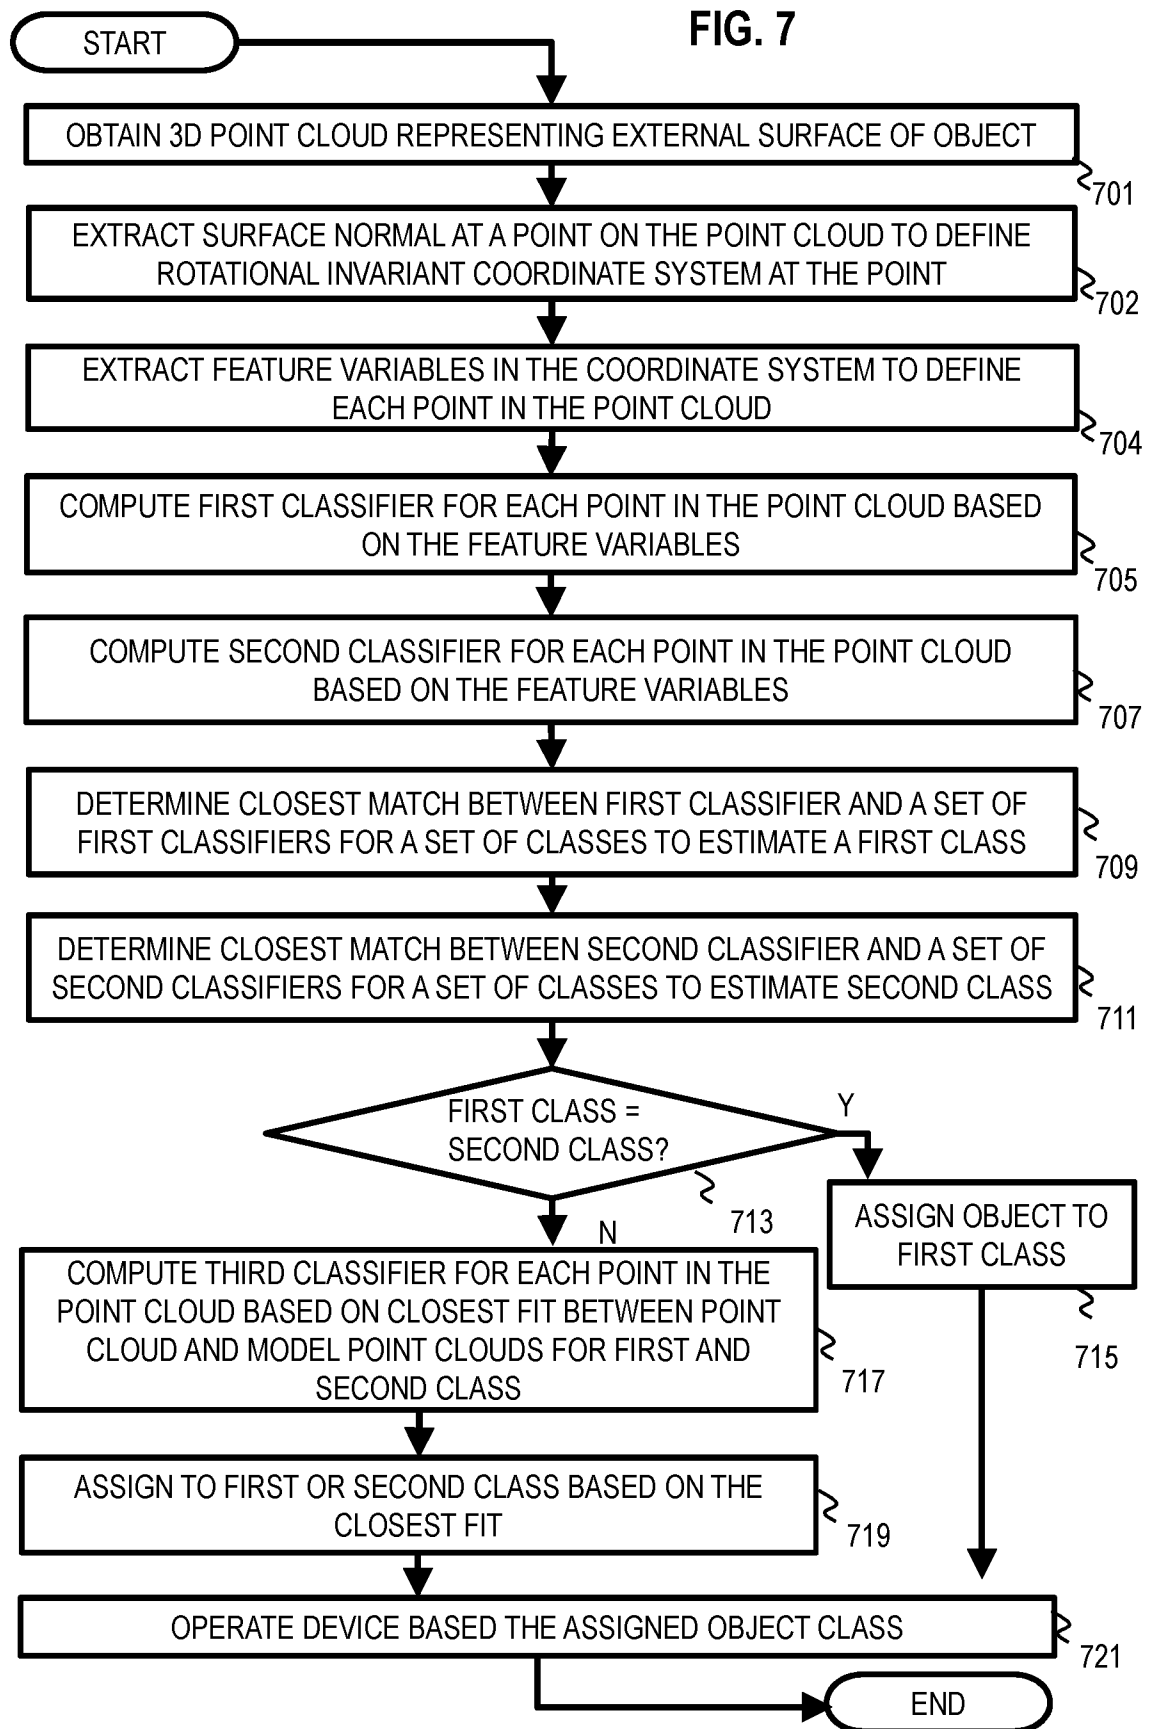 FIG. 7
START
OBTAIN 3D POINT CLOUD REPRESENTING EXTERNAL SURFACE OF OBJECT
701
EXTRACT SURFACE NORMAL AT A POINT ON THE POINT CLOUD TO DEFINE
ROTATIONAL INVARIANT COORDINATE SYSTEM AT THE POINT
702
EXTRACT FEATURE VARIABLES IN THE COORDINATE SYSTEM TO DEFINE
EACH POINT IN THE POINT CLOUD
704
COMPUTE FIRST CLASSIFIER FOR EACH POINT IN THE POINT CLOUD BASED
ON THE FEATURE VARIABLES
705
COMPUTE SECOND CLASSIFIER FOR EACH POINT IN THE POINT CLOUD
BASED ON THE FEATURE VARIABLES
707
DETERMINE CLOSEST MATCH BETWEEN FIRST CLASSIFIER AND A SET OF
FIRST CLASSIFIERS FOR A SET OF CLASSES TO ESTIMATE A FIRST CLASS
709
DETERMINE CLOSEST MATCH BETWEEN SECOND CLASSIFIER AND A SET OF
SECOND CLASSIFIERS FOR A SET OF CLASSES TO ESTIMATE SECOND CLASS
711
FIRST CLASS =
SECOND CLASS?
713
Y
ASSIGN OBJECT TO
FIRST CLASS
715
N
COMPUTE THIRD CLASSIFIER FOR EACH POINT IN THE
POINT CLOUD BASED ON CLOSEST FIT BETWEEN POINT
CLOUD AND MODEL POINT CLOUDS FOR FIRST AND
SECOND CLASS
717
ASSIGN TO FIRST OR SECOND CLASS BASED ON THE
CLOSEST FIT
719
OPERATE DEVICE BASED THE ASSIGNED OBJECT CLASS
721
END